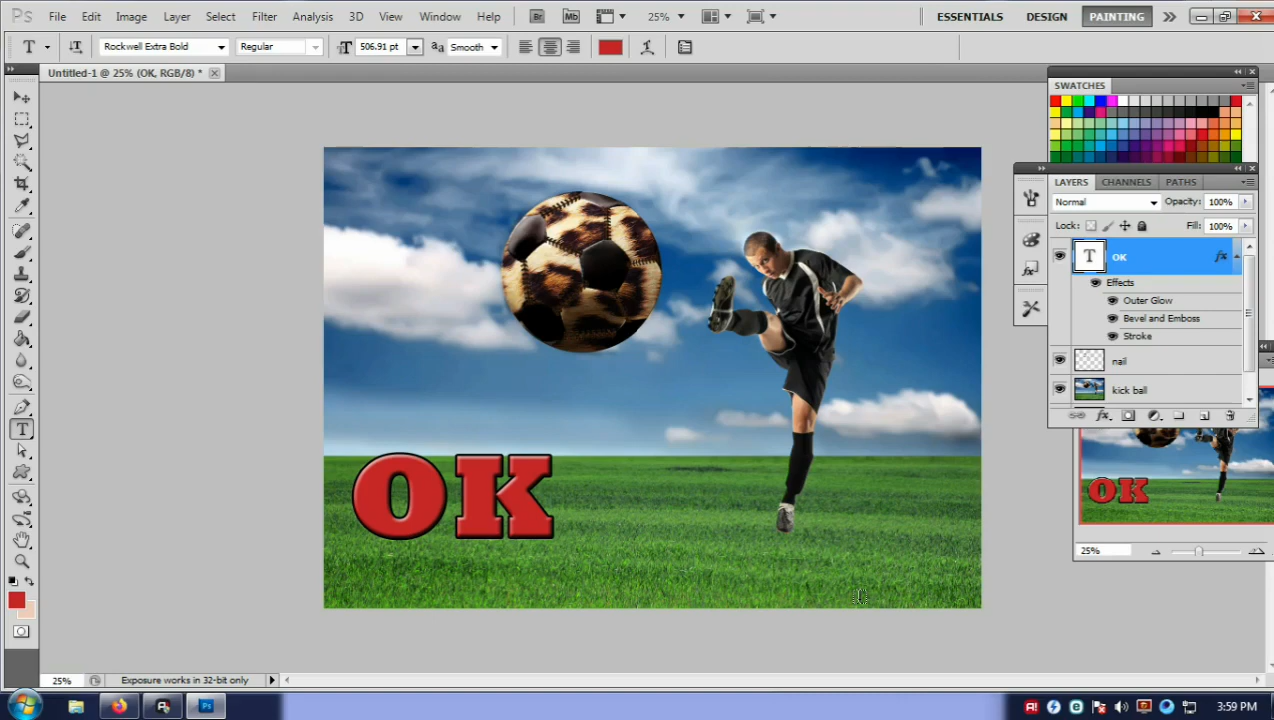 Ps File Edit Image Layer Select Filter Analysis 3D View Window Help Br Mb 25% ESSENTIALS DESIGN PAINTING
T Rockwell Extra Bold Regular 506.91 pt Smooth
Untitled-1 @ 25% (OK, RGB/8) *
SWATCHES
LAYERS CHANNELS PATHS
Normal Opacity: 100%
Lock: Fill: 100%
T OK fx
Effects
Outer Glow
Bevel and Emboss
Stroke
nail
kick ball
OK
OK
25%
25% Exposure works in 32-bit only
3:59 PM